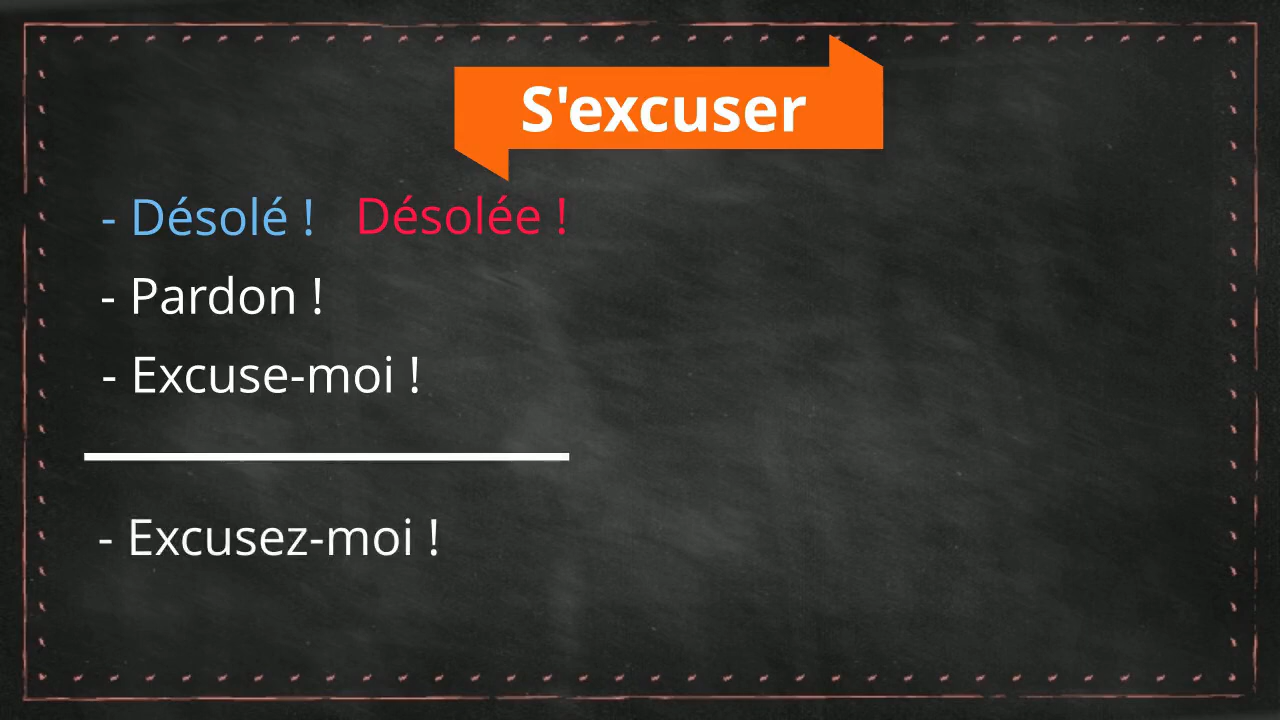 S'excuser
- Désolé ! Désolée !
- Pardon !
- Excuse-moi !
- Excusez-moi !